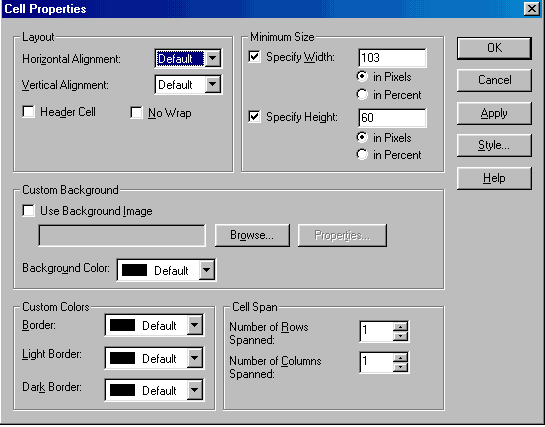 Cell Properties
Layout
Horizontal Alignment: Default
Vertical Alignment: Default
Header Cell No Wrap
Minimum Size
Specify Width: 103
in Pixels
in Percent
Specify Height: 60
in Pixels
in Percent
OK
Cancel
Apply
Style...
Help
Custom Background
Use Background Image
Browse... Properties...
Background Color: Default
Custom Colors
Border: Default
Light Border: Default
Dark Border: Default
Cell Span
Number of Rows 1
Spanned:
Number of Columns 1
Spanned: